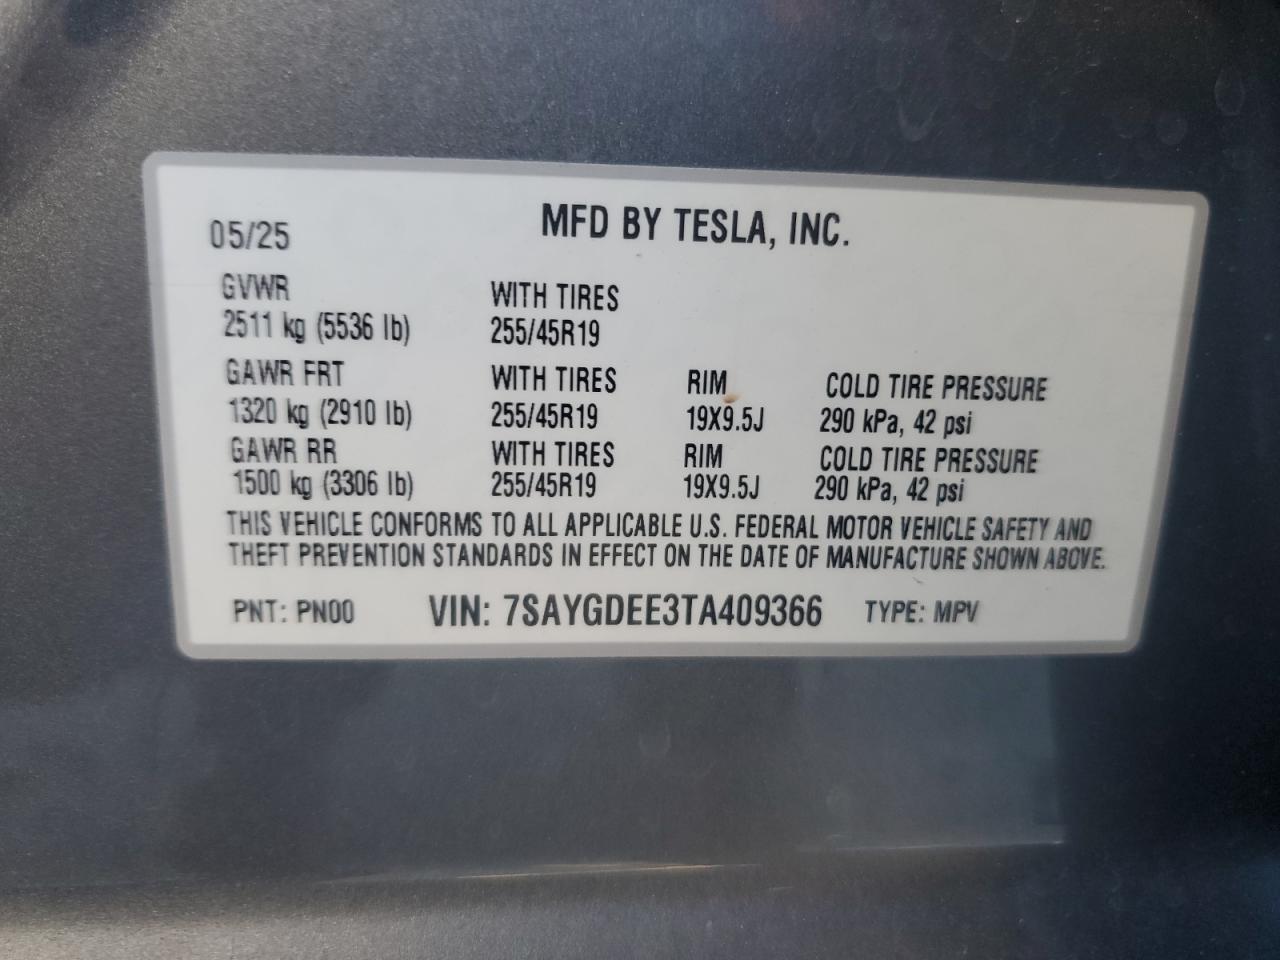 MFD BY TESLA, INC.
05/25
GVWR WITH TIRES
2511 kg (5536 lb) 255/45R19
GAWR FRT WITH TIRES RIM COLD TIRE PRESSURE
1320 kg (2910 lb) 255/45R19 19X9.5J 290 kPa, 42 psi
GAWR RR WITH TIRES RIM COLD TIRE PRESSURE
1500 kg (3306 lb) 255/45R19 19X9.5J 290 kPa, 42 psi
THIS VEHICLE CONFORMS TO ALL APPLICABLE U.S. FEDERAL MOTOR VEHICLE SAFETY AND
THEFT PREVENTION STANDARDS IN EFFECT ON THE DATE OF MANUFACTURE SHOWN ABOVE.
PNT: PN00 VIN: 7SAYGDEE3TA409366 TYPE: MPV